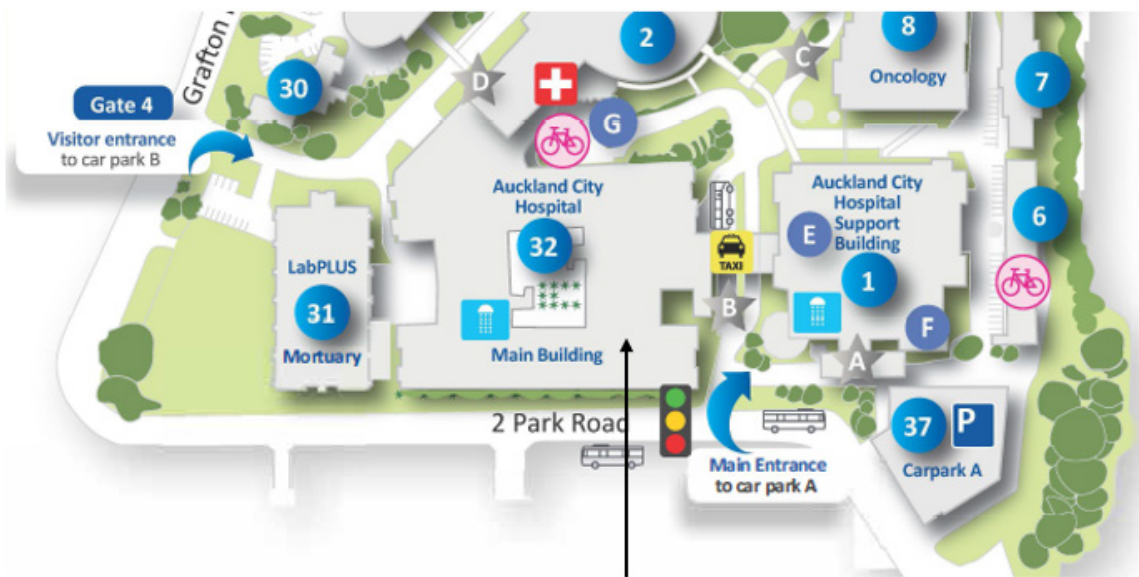 2
8
C
Oncology
D
30
Grafton
7
Gate 4
Visitor entrance
to car park B
G
Auckland City
Hospital
Auckland City
Hospital
Support
Building
6
E
32
TAXI
LabPLUS
1
31
B
F
Mortuary
Main Building
A
2 Park Road
37
P
Carpark A
Main Entrance
to car park A